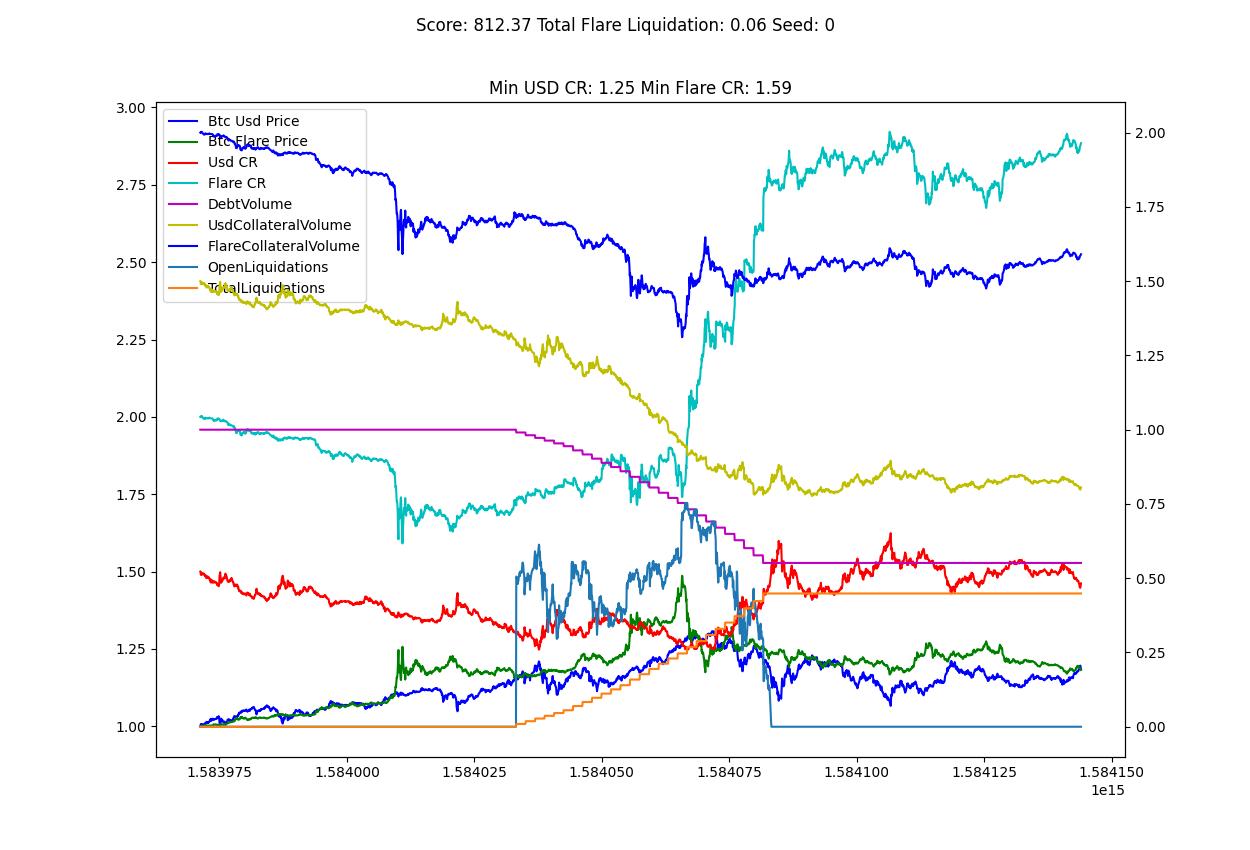 Score: 812.37 Total Flare Liquidation: 0.06 Seed: 0
Min USD CR: 1.25 Min Flare CR: 1.59
Btc Usd Price
Btc Flare Price
Usd CR
Flare CR
DebtVolume
UsdCollateralVolume
FlareCollateralVolume
OpenLiquidations
TotalLiquidations
3.00
2.75
2.50
2.25
2.00
1.75
1.50
1.25
1.00
2.00
1.75
1.50
1.25
1.00
0.75
0.50
0.25
0.00
1.583975 1.584000 1.584025 1.584050 1.584075 1.584100 1.584125 1.584150
1e15